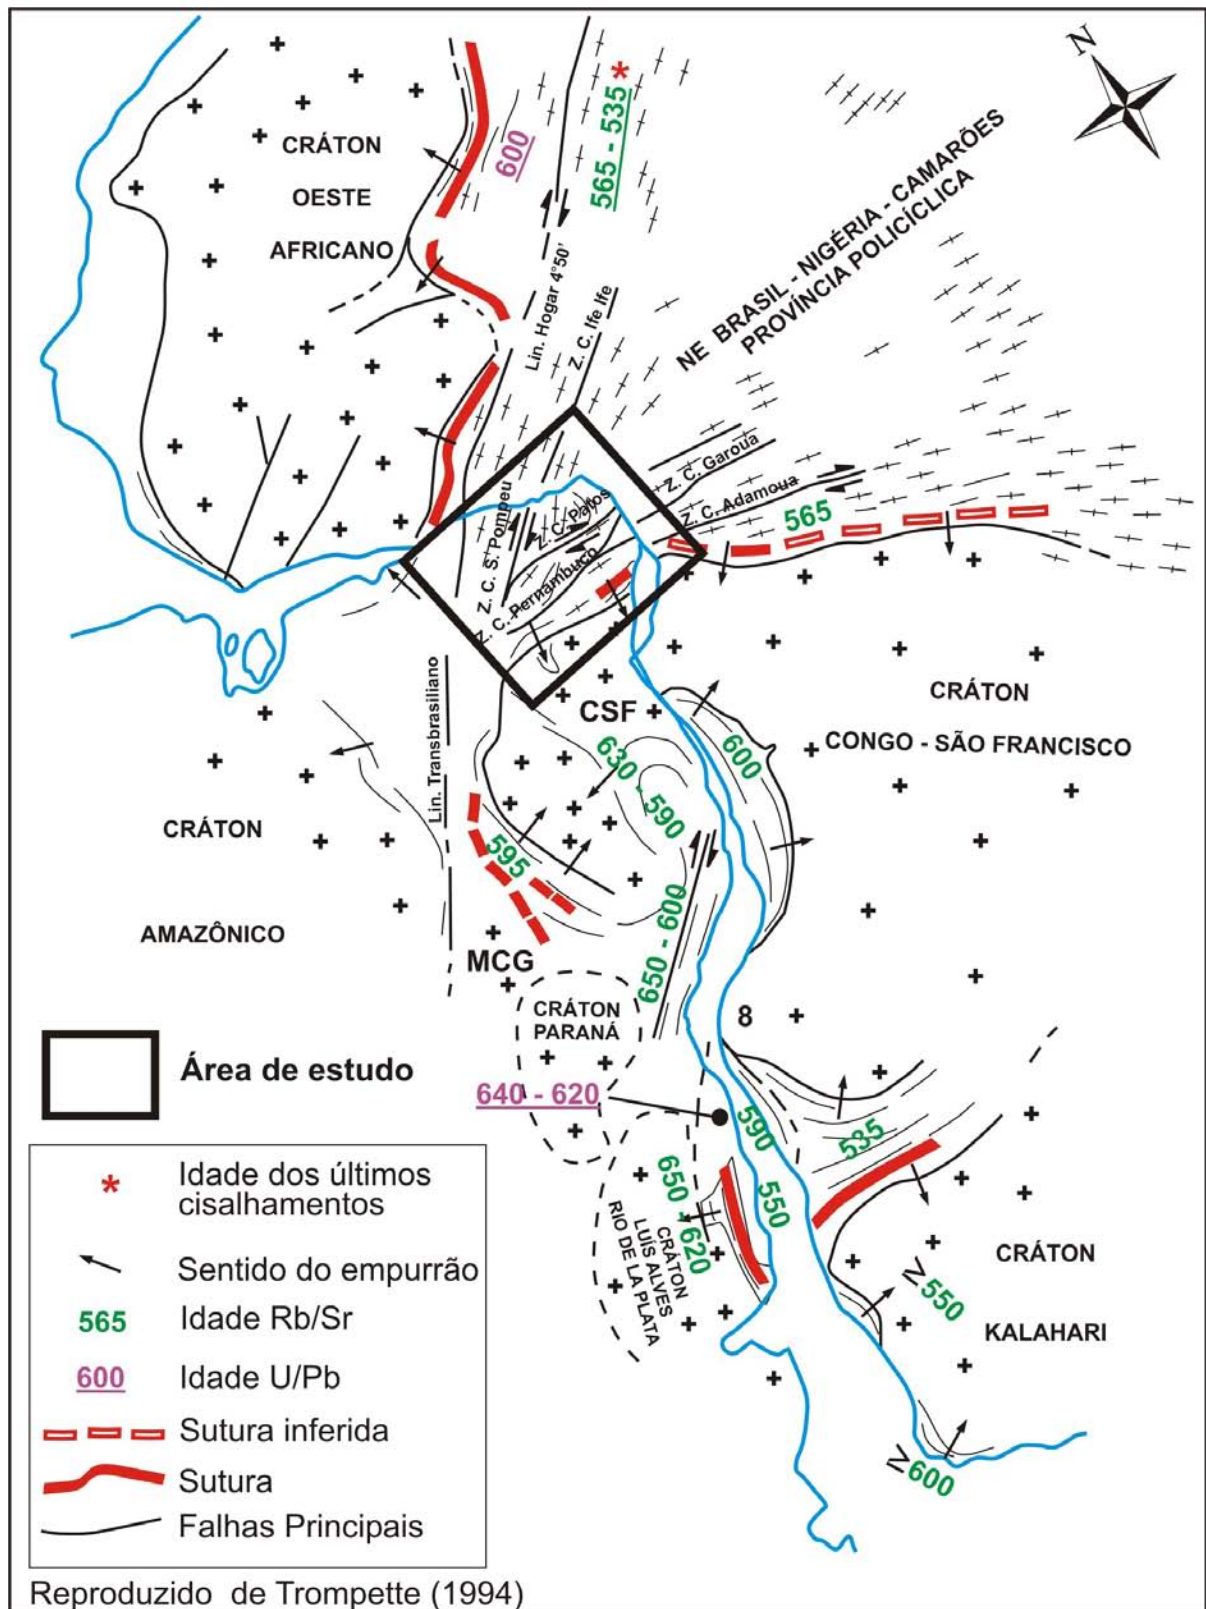 N
CRÁTON
OESTE
AFRICANO
600
565 - 535 *
NE BRASIL - NIGÉRIA - CAMARÕES
PROVÍNCIA POLICÍCLICA
Lin. Hogar 4°50'
Z. C. Ife Ife
Z. C. Garoua
Z. C. Adamoua
565
Z. C. S. Pompeu
Z. C. Patos
Z. C. Pernambuco
CRÁTON
CONGO - SÃO FRANCISCO
CSF
Lin. Transbrasiliano
630 - 590
600
CRÁTON
AMAZÔNICO
595
650 - 600
MCG
CRÁTON
PARANÁ
8
640 - 620
590
535
550
650 - 620
CRÁTON
LUÍS ALVES
RIO DE LA PLATA
CRÁTON
KALAHARI
≥ 550
≥ 600
Área de estudo
* Idade dos últimos
cisalhamentos
Sentido do empurrão
565 Idade Rb/Sr
600 Idade U/Pb
Sutura inferida
Sutura
Falhas Principais
Reproduzido de Trompette (1994)